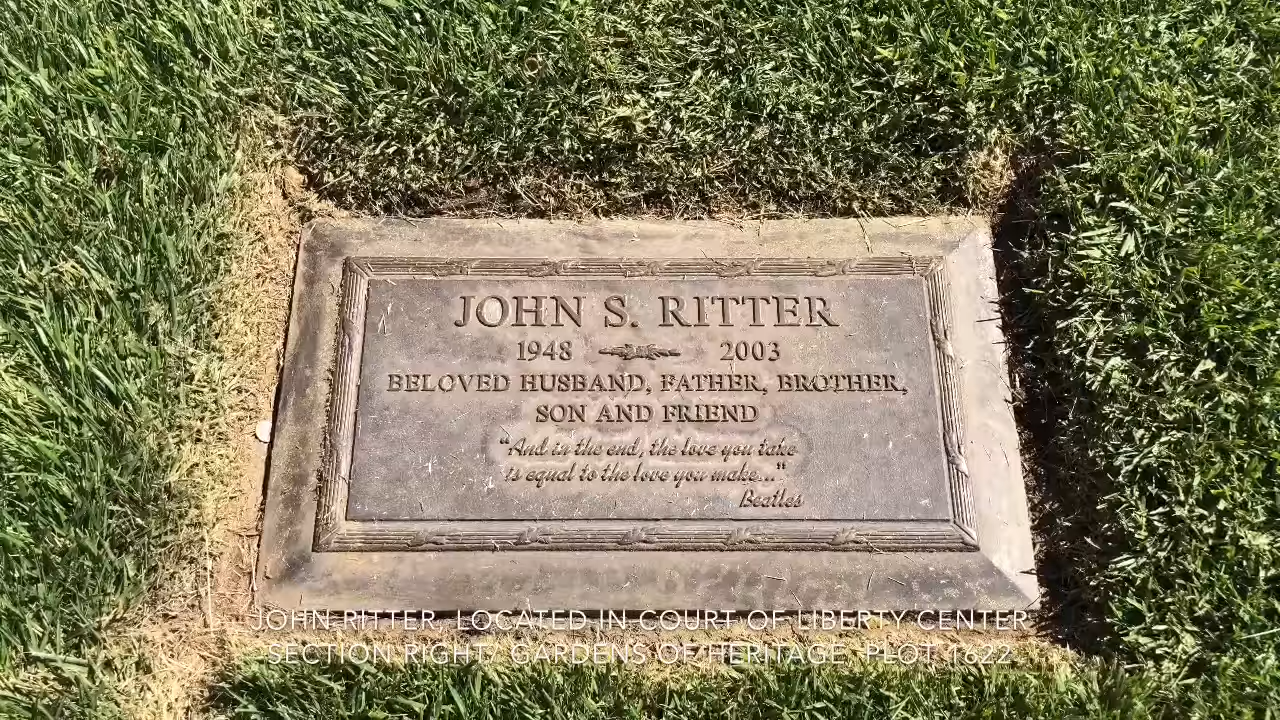 JOHN S. RITTER
1948 2003
BELOVED HUSBAND, FATHER, BROTHER,
SON AND FRIEND
"And in the end, the love you take
is equal to the love you make..."
Beatles
JOHN RITTER LOCATED IN COURT OF LIBERTY CENTER
SECTION RIGHT/ GARDENS OF HERITAGE PLOT 1622